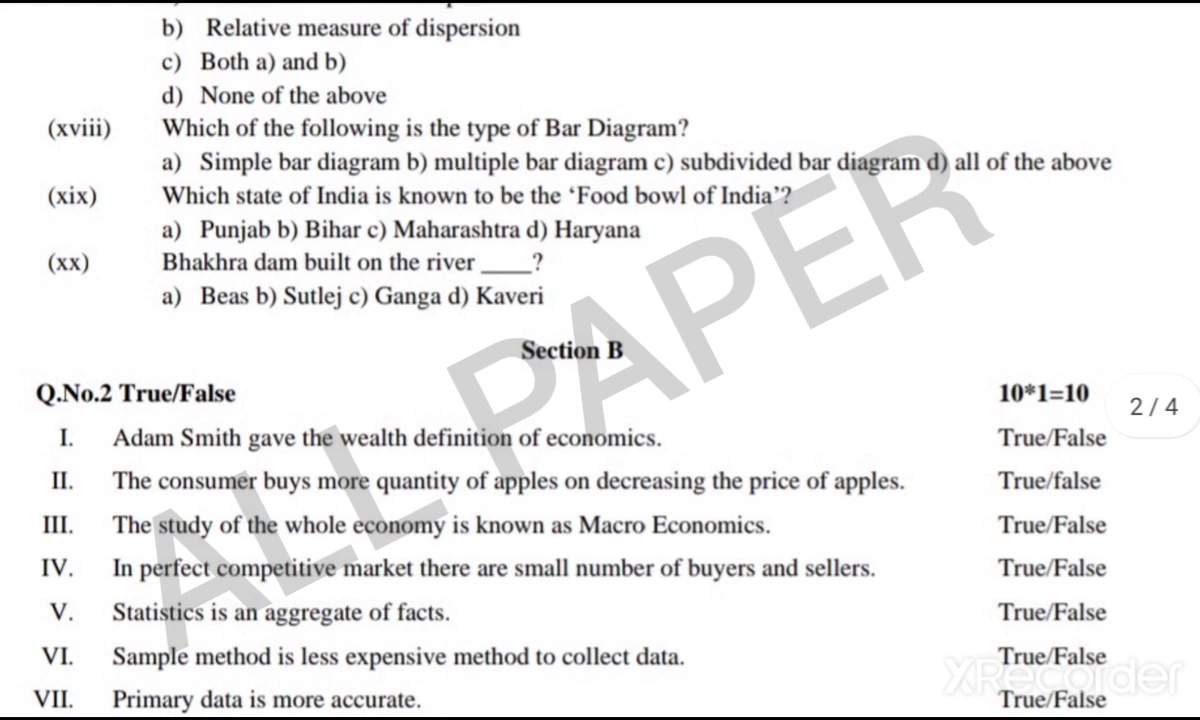 b) Relative measure of dispersion
c) Both a) and b)
d) None of the above
(xviii) Which of the following is the type of Bar Diagram?
a) Simple bar diagram b) multiple bar diagram c) subdivided bar diagram d) all of the above
(xix) Which state of India is known to be the ‘Food bowl of India’?
a) Punjab b) Bihar c) Maharashtra d) Haryana
(xx) Bhakhra dam built on the river ____?
a) Beas b) Sutlej c) Ganga d) Kaveri
Section B
Q.No.2 True/False 10*1=10
2 / 4
I. Adam Smith gave the wealth definition of economics. True/False
II. The consumer buys more quantity of apples on decreasing the price of apples. True/false
III. The study of the whole economy is known as Macro Economics. True/False
IV. In perfect competitive market there are small number of buyers and sellers. True/False
V. Statistics is an aggregate of facts. True/False
VI. Sample method is less expensive method to collect data. True/False
VII. Primary data is more accurate. True/False
ALL PAPER
XRecorder